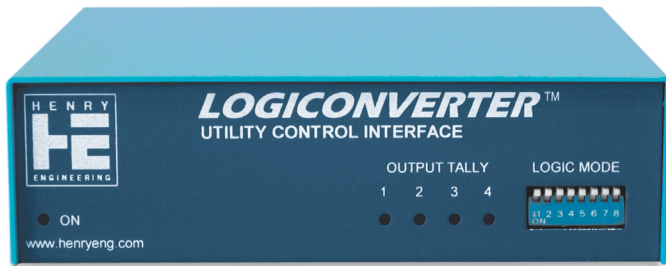 HENRY
HE
ENGINEERING
LOGICONVERTER™
UTILITY CONTROL INTERFACE
OUTPUT TALLY
1 2 3 4
LOGIC MODE
1 2 3 4 5 6 7 8
ON
ON
www.henryeng.com